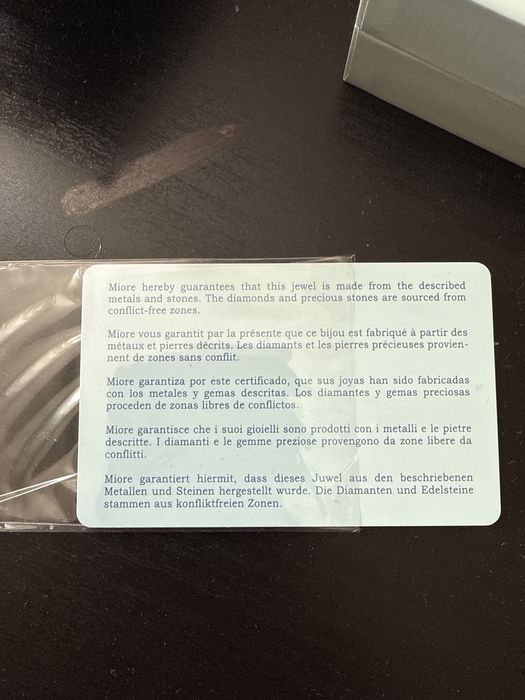 Miore hereby guarantees that this jewel is made from the described
metals and stones. The diamonds and precious stones are sourced from
conflict-free zones.
Miore vous garantit par la présente que ce bijou est fabriqué à partir des
métaux et pierres décrits. Les diamants et les pierres précieuses provien-
nent de zones sans conflit.
Miore garantiza por este certificado, que sus joyas han sido fabricadas
con los metales y gemas descritas. Los diamantes y gemas preciosas
proceden de zonas libres de conflictos.
Miore garantisce che i suoi gioielli sono prodotti con i metalli e le pietre
descritte. I diamanti e le gemme preziose provengono da zone libere da
conflitti.
Miore garantiert hiermit, dass dieses Juwel aus den beschriebenen
Metallen und Steinen hergestellt wurde. Die Diamanten und Edelsteine
stammen aus konfliktfreien Zonen.